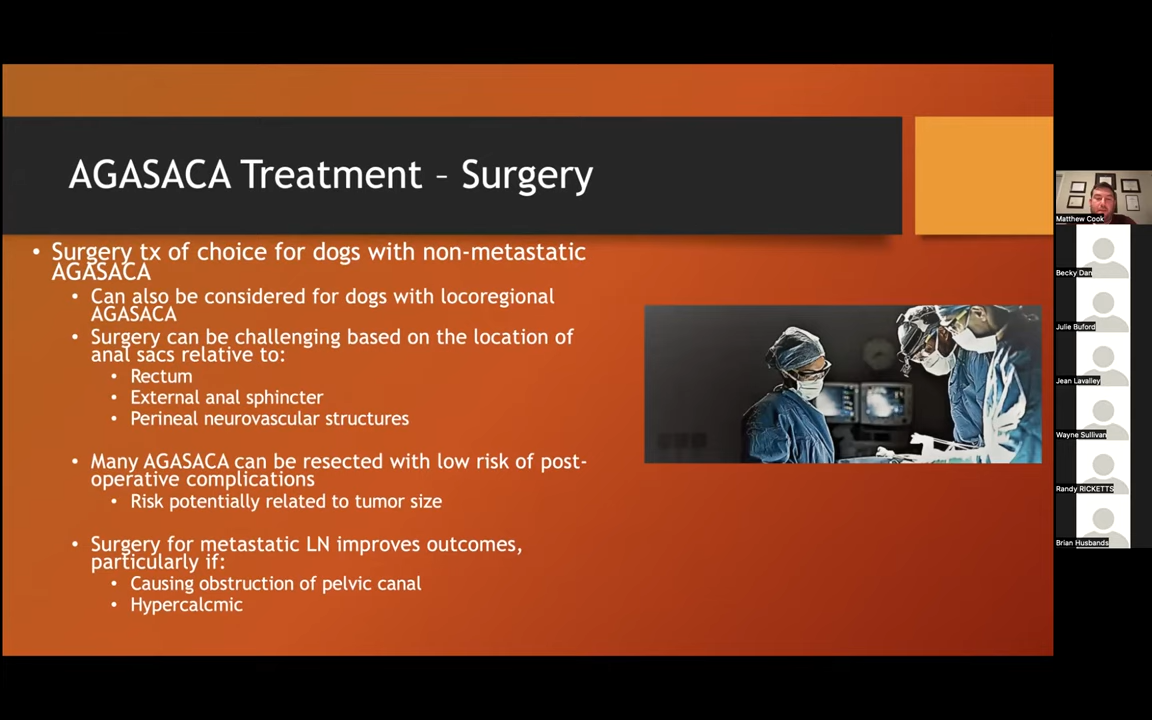 AGASACA Treatment – Surgery
• Surgery tx of choice for dogs with non-metastatic
AGASACA
• Can also be considered for dogs with locoregional
AGASACA
• Surgery can be challenging based on the location of
anal sacs relative to:
• Rectum
• External anal sphincter
• Perineal neurovascular structures
• Many AGASACA can be resected with low risk of post-
operative complications
• Risk potentially related to tumor size
• Surgery for metastatic LN improves outcomes,
particularly if:
• Causing obstruction of pelvic canal
• Hypercalcmic
Matthew Cook
Becky Dan
Julie Buford
Jean Lavalley
Wayne Sullivan
Randy RICKETTS
Brian Husbands